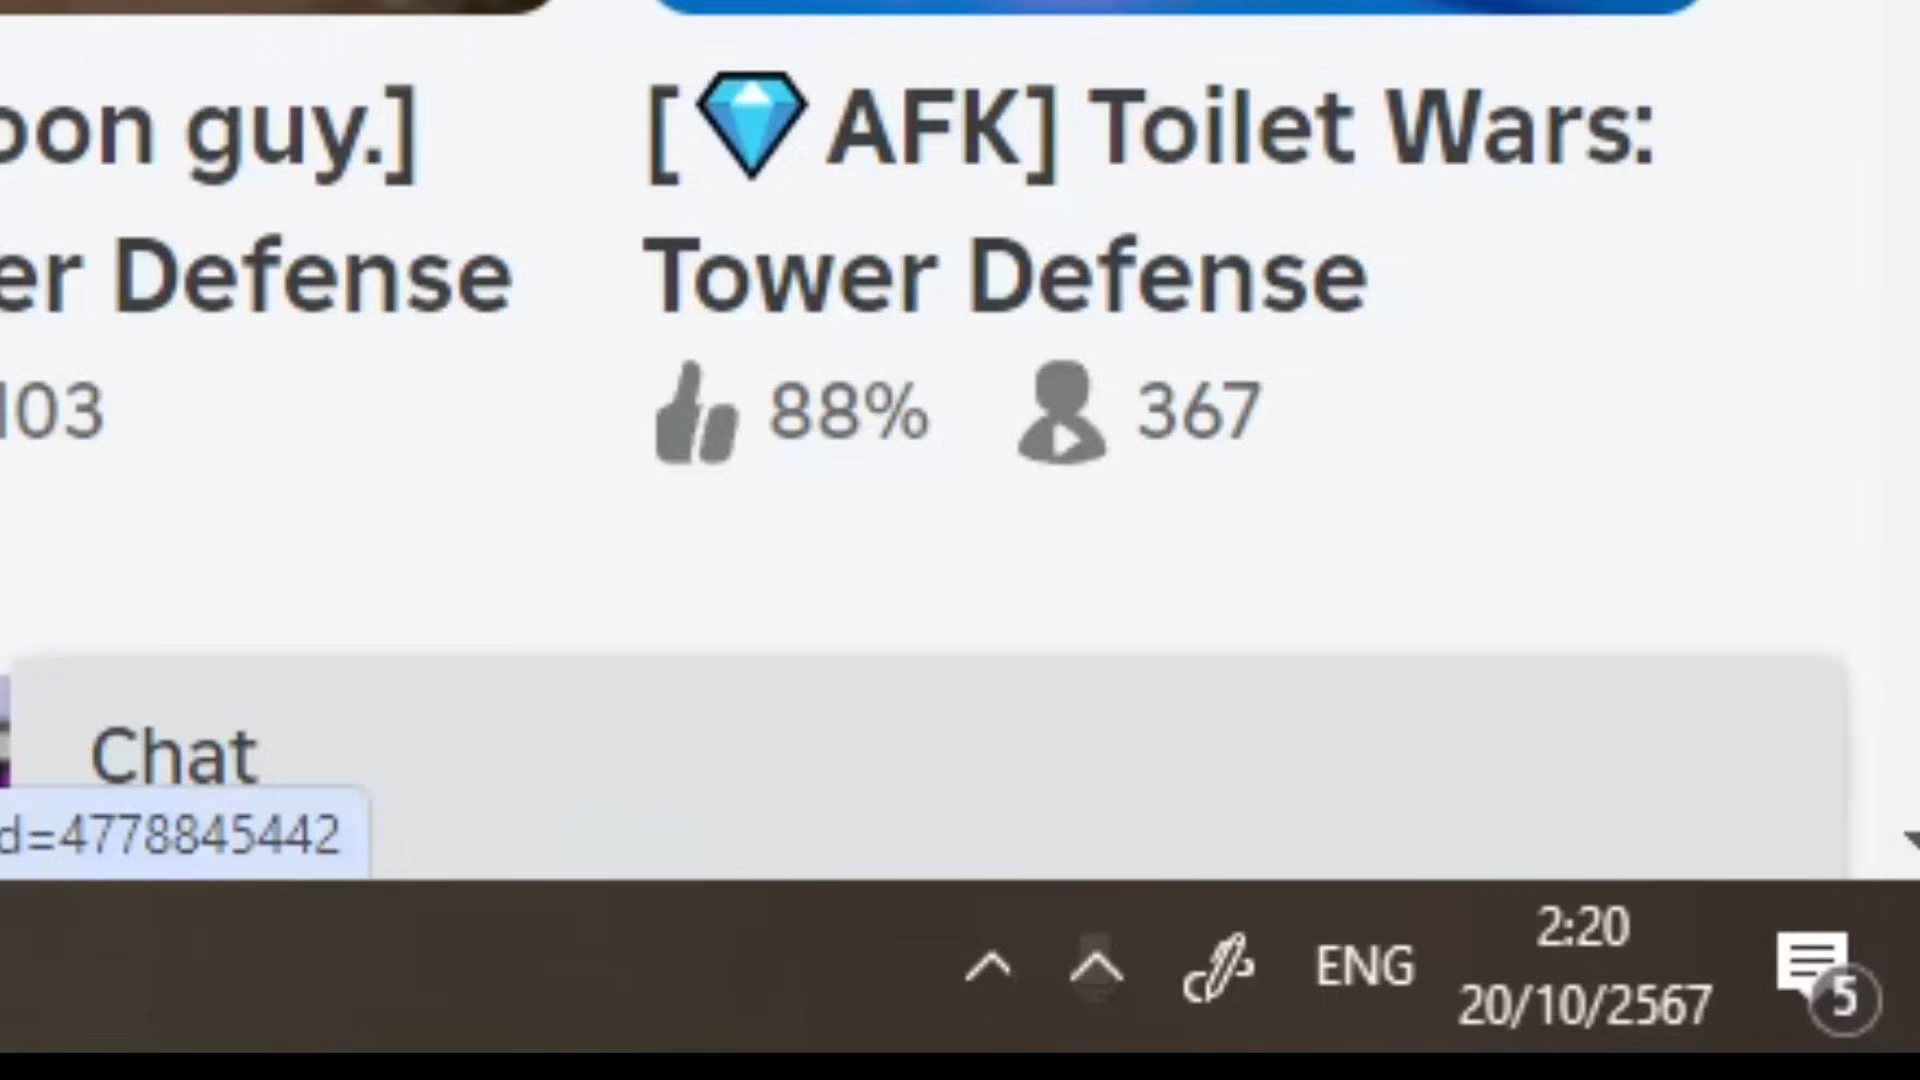 oon guy.]
[💎AFK] Toilet Wars:
er Defense
Tower Defense
103
88% 367
Chat
d=4778845442
ENG
2:20
20/10/2567
5